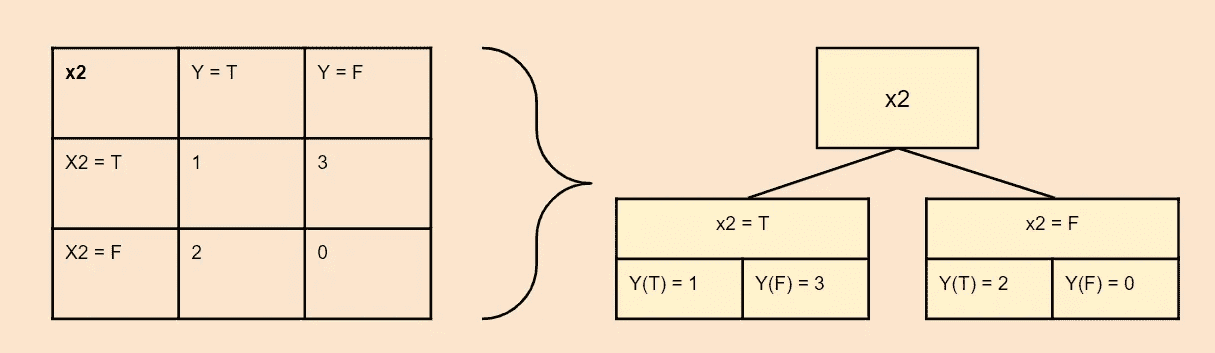 x2 Y = T Y = F
X2 = T 1 3
X2 = F 2 0
x2
x2 = T
Y(T) = 1 Y(F) = 3
x2 = F
Y(T) = 2 Y(F) = 0